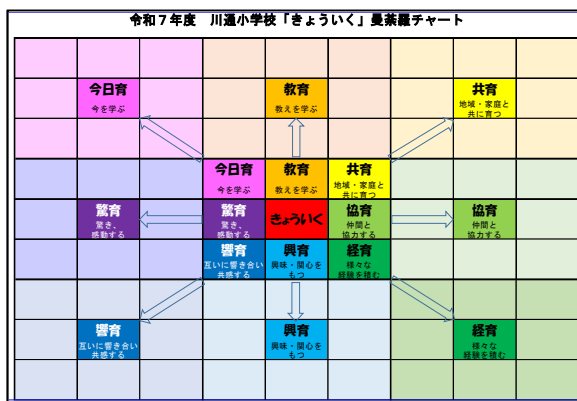 令和７年度　川通小学校「きょういく」曼荼羅チャート
今日育
今を学ぶ
教育
教えを学ぶ
共育
地域・家庭と
共に育つ
今日育
今を学ぶ
教育
教えを学ぶ
共育
地域・家庭と
共に育つ
驚育
驚き、
感動する
驚育
驚き、
感動する
きょういく
協育
仲間と
協力する
協育
仲間と
協力する
響育
互いに響き合い
共感する
興育
興味・関心を
もつ
経育
様々な
経験を積む
響育
互いに響き合い
共感する
興育
興味・関心を
もつ
経育
様々な
経験を積む